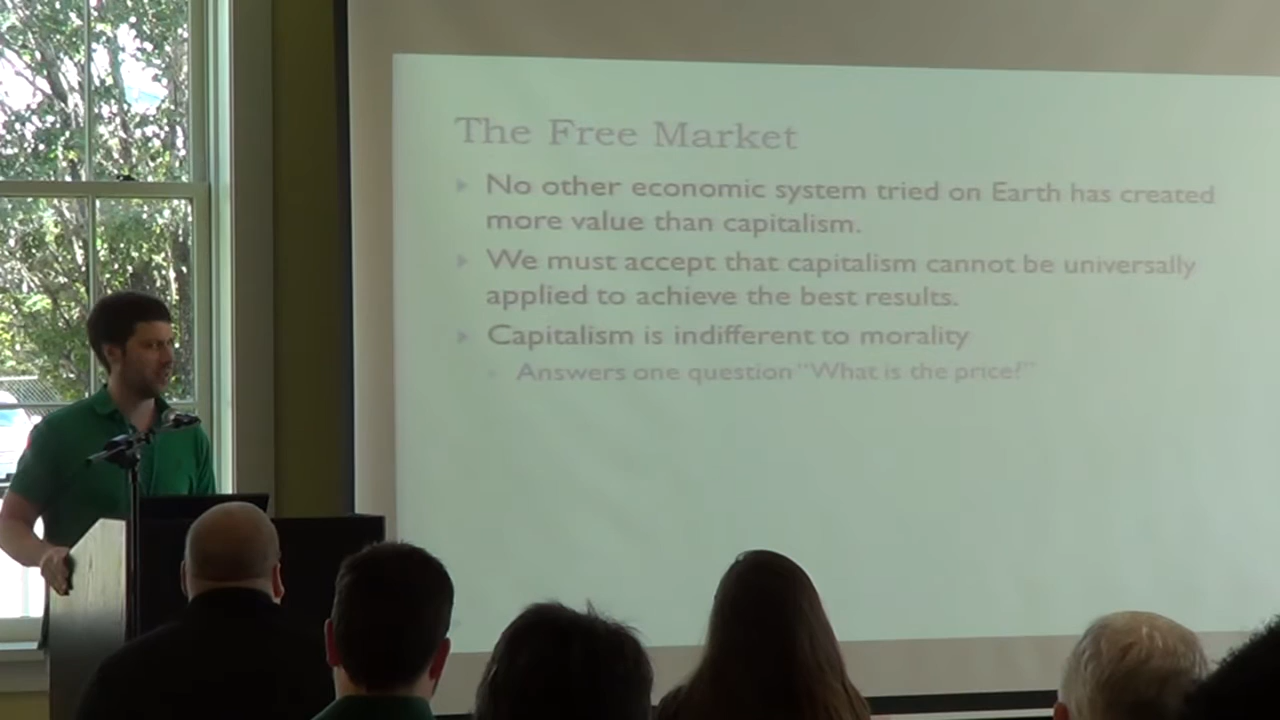 The Free Market
No other economic system tried on Earth has created
more value than capitalism.
We must accept that capitalism cannot be universally
applied to achieve the best results.
Capitalism is indifferent to morality
Answers one question "What is the price?"